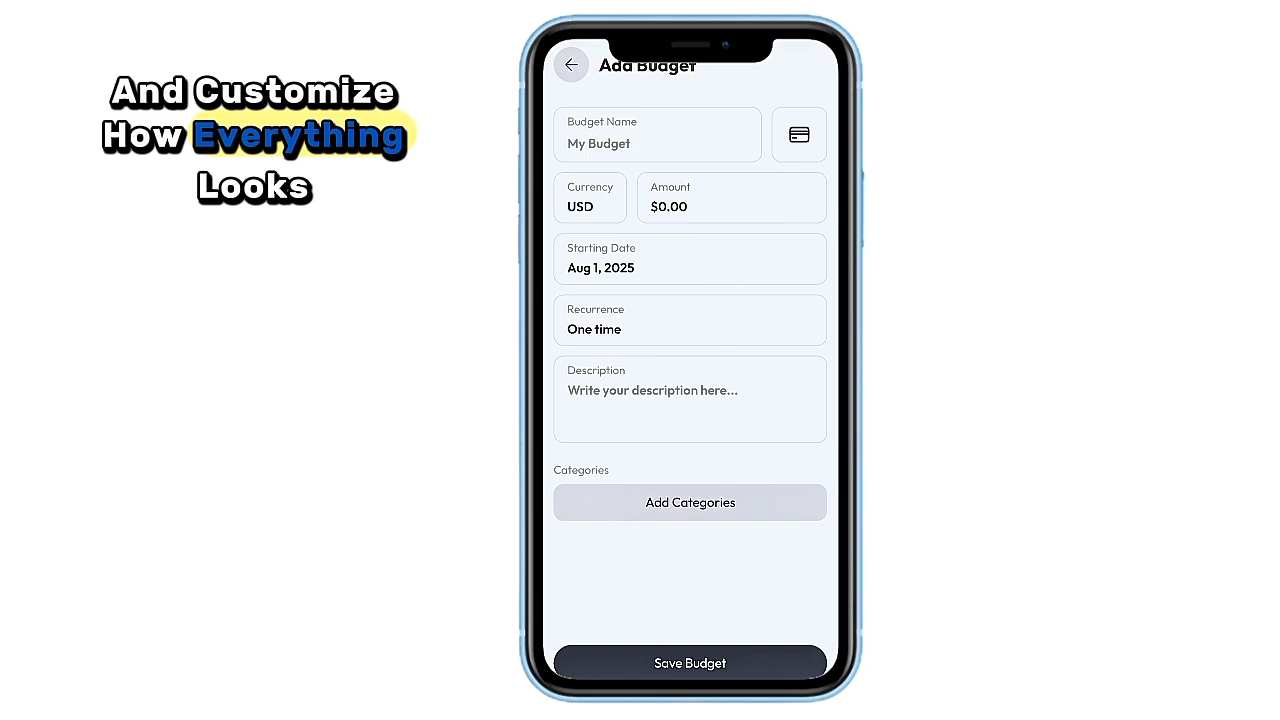 And Customize
How Everything
Looks
Add Budget
Budget Name
My Budget
Currency
USD
Amount
$0.00
Starting Date
Aug 1, 2025
Recurrence
One time
Description
Write your description here...
Categories
Add Categories
Save Budget